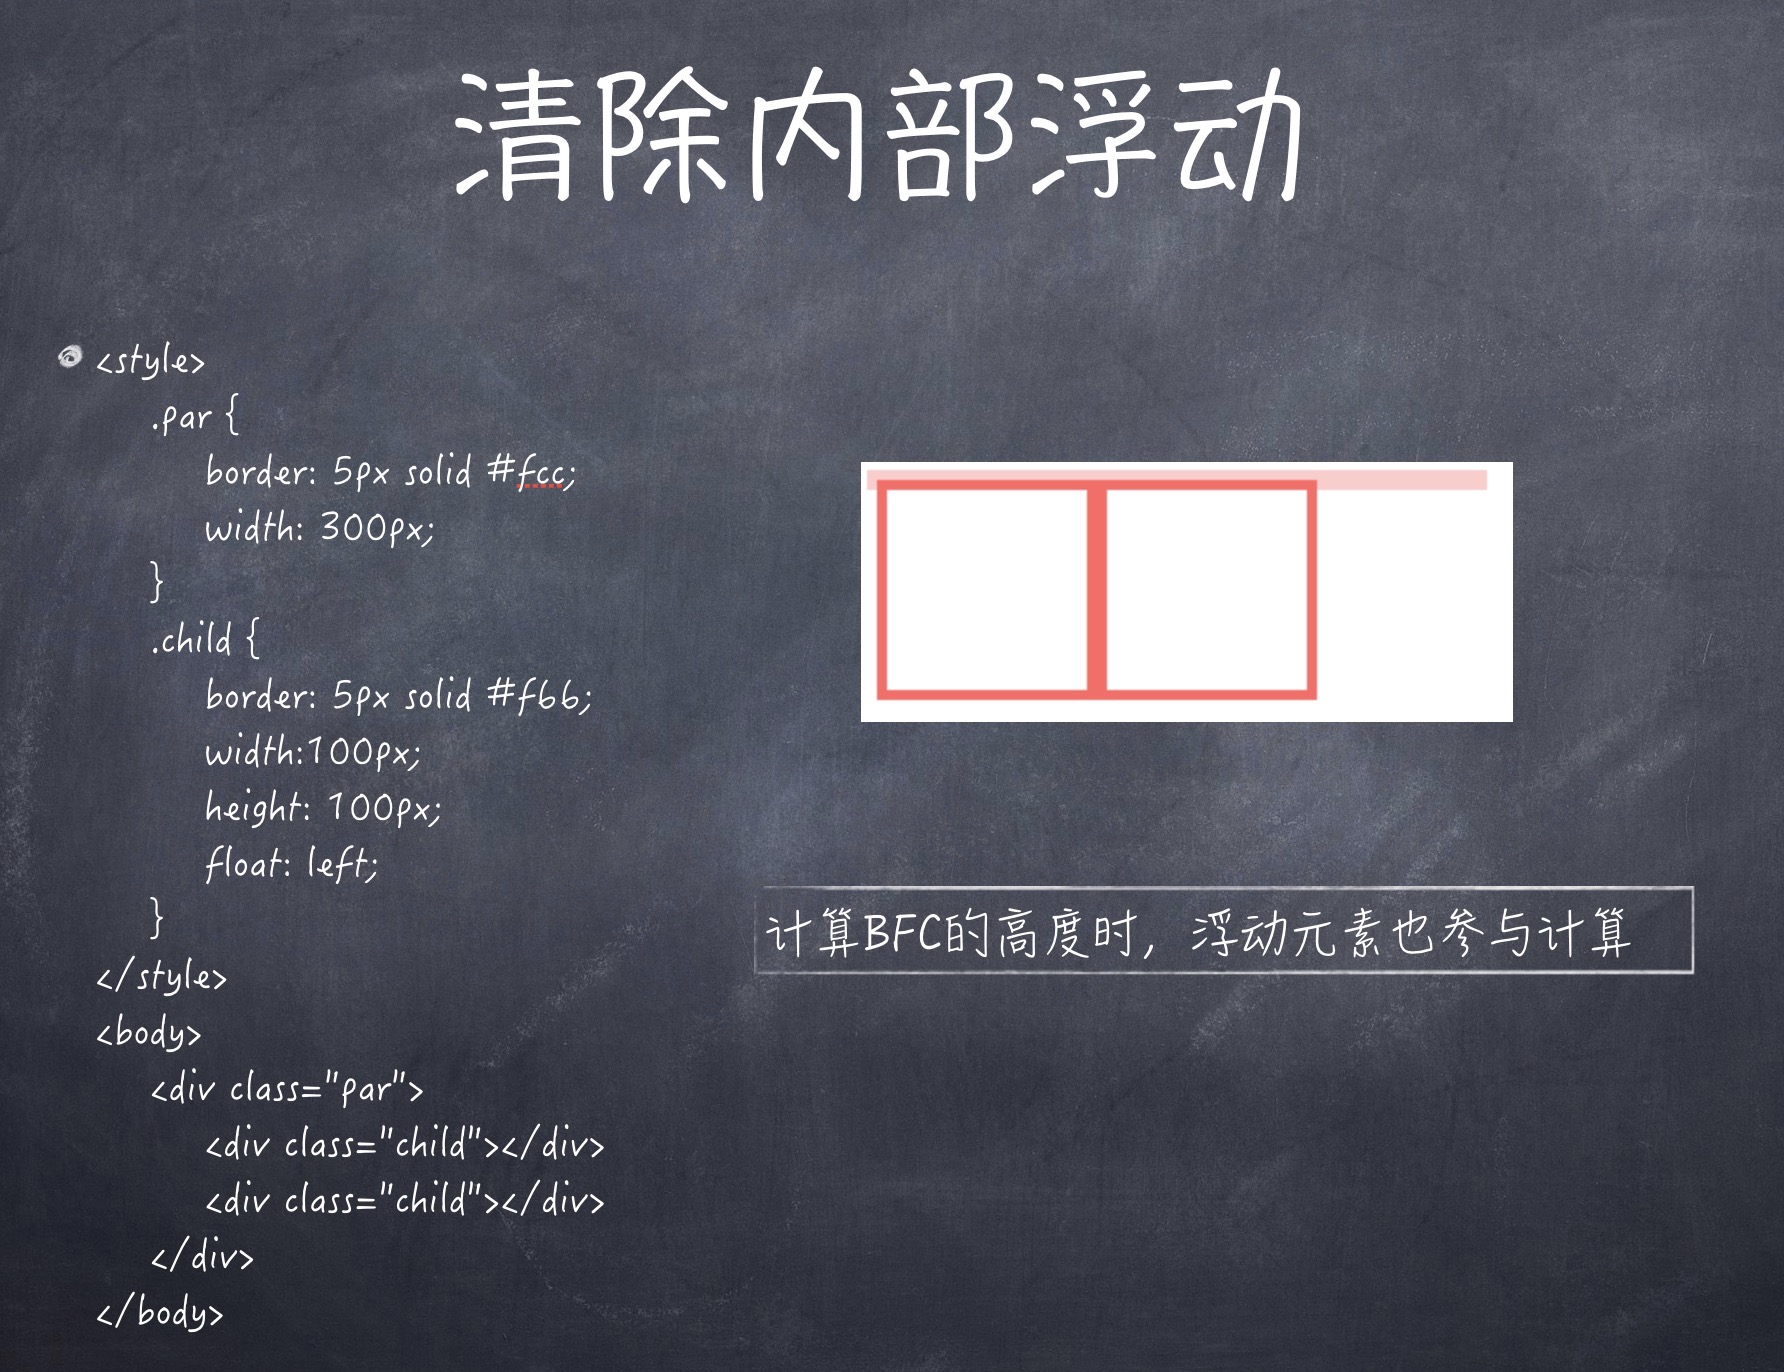 清除内部浮动
<style>
.par {
border: 5px solid #fcc;
width: 300px;
}
.child {
border: 5px solid #f66;
width:100px;
height: 100px;
float: left;
}
</style>
<body>
<div class="par">
<div class="child"></div>
<div class="child"></div>
</div>
</body>
计算BFC的高度时，浮动元素也参与计算